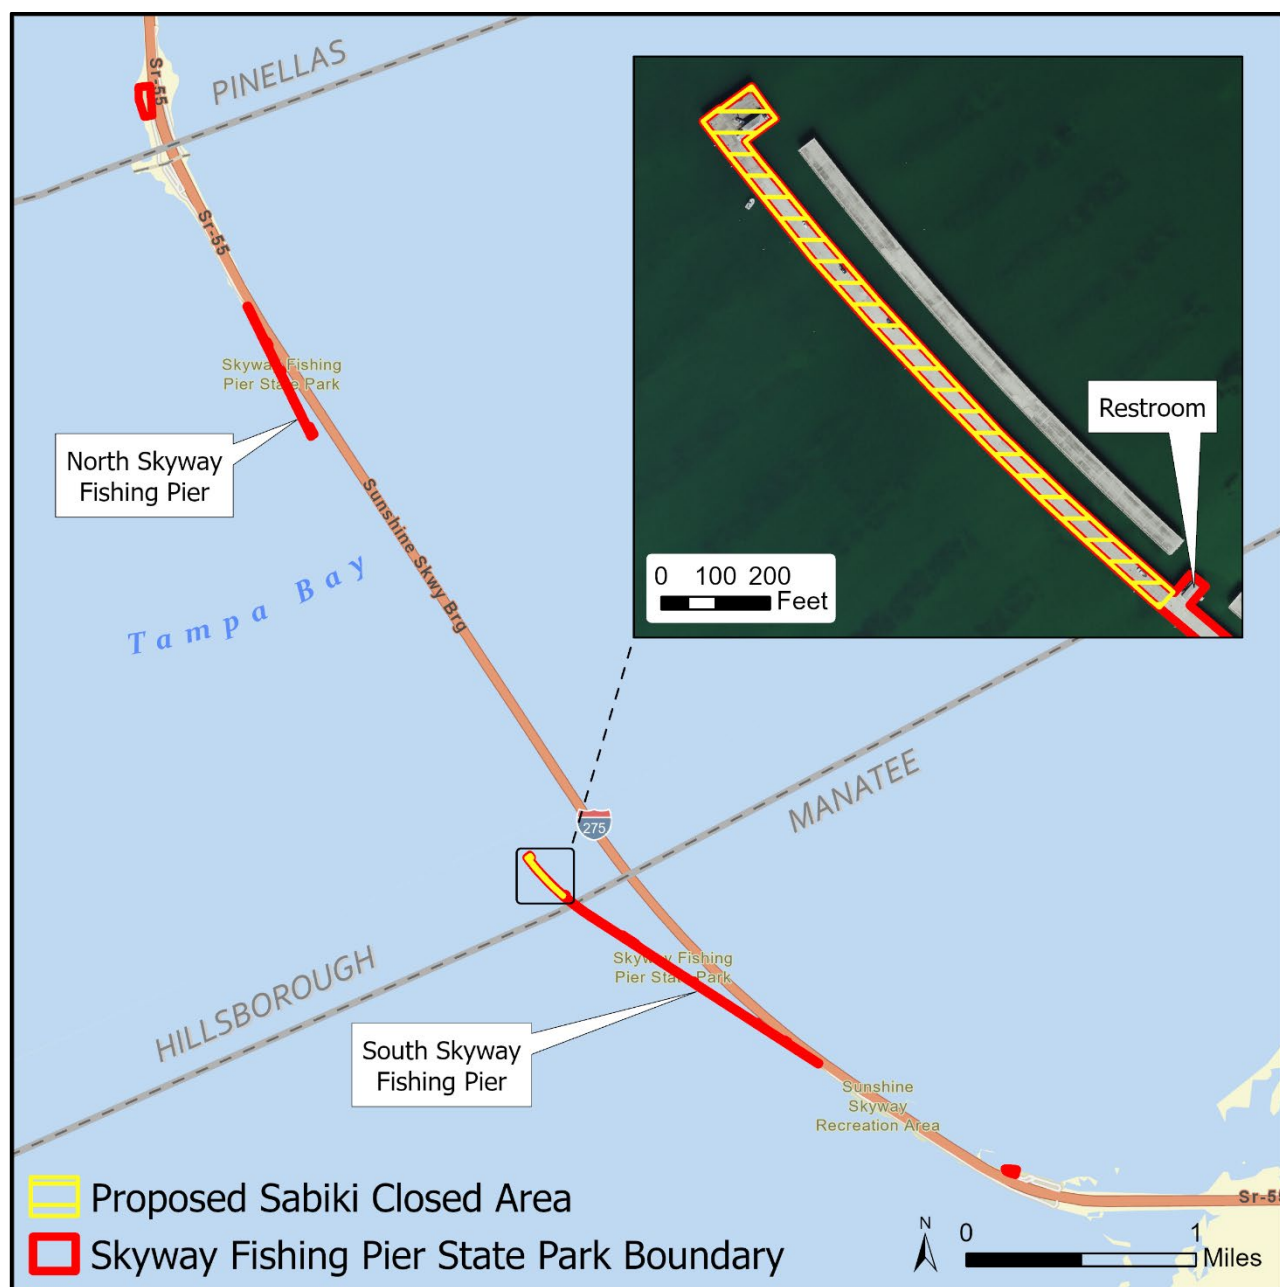 Sr-55
PINELLAS
Sr-55
Skyway Fishing
Pier State Park
North Skyway
Fishing Pier
Sunshine Skwy Brg
Tampa Bay
Restroom
0 100 200
Feet
275
MANATEE
HILLSBOROUGH
Skyway Fishing
Pier State Park
South Skyway
Fishing Pier
Sunshine
Skyway
Recreation Area
Sr-55
Proposed Sabiki Closed Area
Skyway Fishing Pier State Park Boundary
N
0 1
Miles